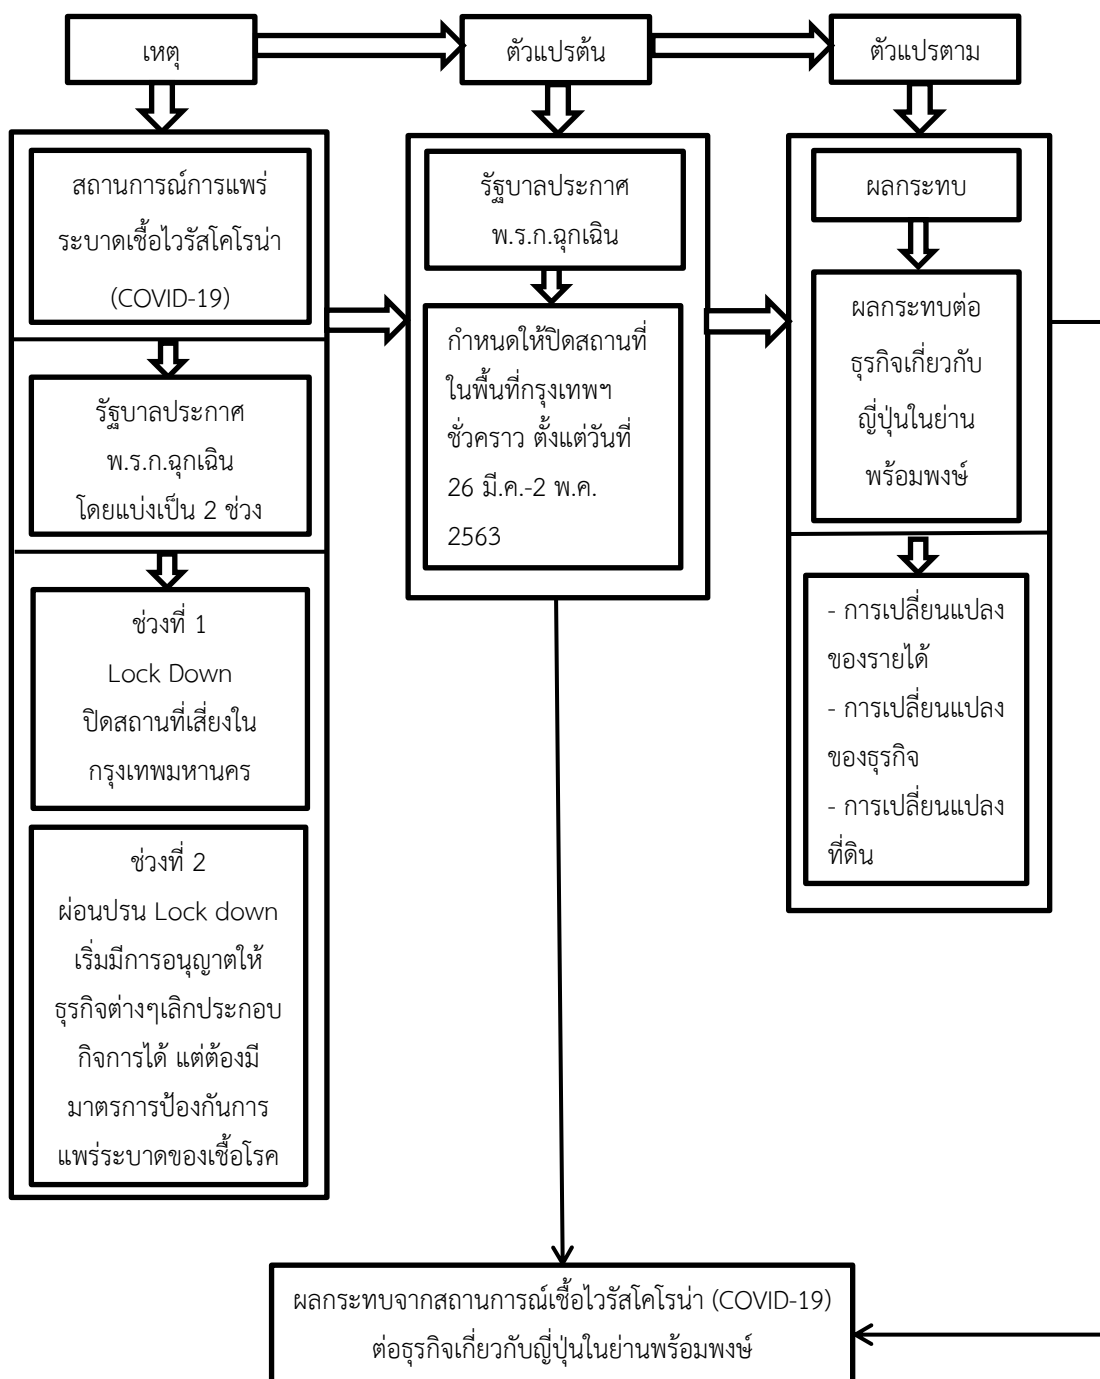 เหตุ
ตัวแปรต้น
ตัวแปรตาม
สถานการณ์การแพร่
ระบาดเชื้อไวรัสโคโรน่า
(COVID-19)
รัฐบาลประกาศ
พ.ร.ก.ฉุกเฉิน
โดยแบ่งเป็น 2 ช่วง
ช่วงที่ 1
Lock Down
ปิดสถานที่เสี่ยงใน
กรุงเทพมหานคร
ช่วงที่ 2
ผ่อนปรน Lock down
เริ่มมีการอนุญาตให้
ธุรกิจต่างๆเลิกประกอบ
กิจการได้ แต่ต้องมี
มาตรการป้องกันการ
แพร่ระบาดของเชื้อโรค
รัฐบาลประกาศ
พ.ร.ก.ฉุกเฉิน
กำหนดให้ปิดสถานที่
ในพื้นที่กรุงเทพฯ
ชั่วคราว ตั้งแต่วันที่
26 มี.ค.-2 พ.ค.
2563
ผลกระทบ
ผลกระทบต่อ
ธุรกิจเกี่ยวกับ
ญี่ปุ่นในย่าน
พร้อมพงษ์
- การเปลี่ยนแปลง
ของรายได้
- การเปลี่ยนแปลง
ของธุรกิจ
- การเปลี่ยนแปลง
ที่ดิน
ผลกระทบจากสถานการณ์เชื้อไวรัสโคโรน่า (COVID-19)
ต่อธุรกิจเกี่ยวกับญี่ปุ่นในย่านพร้อมพงษ์